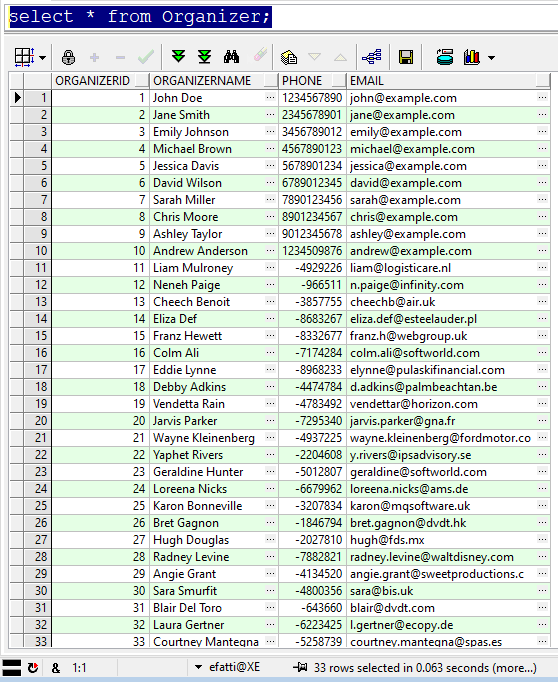 select * from Organizer;
ORGANIZERID ORGANIZERNAME PHONE EMAIL
1 1 John Doe ... 1234567890 john@example.com ...
2 2 Jane Smith ... 2345678901 jane@example.com ...
3 3 Emily Johnson ... 3456789012 emily@example.com ...
4 4 Michael Brown ... 4567890123 michael@example.com ...
5 5 Jessica Davis ... 5678901234 jessica@example.com ...
6 6 David Wilson ... 6789012345 david@example.com ...
7 7 Sarah Miller ... 7890123456 sarah@example.com ...
8 8 Chris Moore ... 8901234567 chris@example.com ...
9 9 Ashley Taylor ... 9012345678 ashley@example.com ...
10 10 Andrew Anderson ... 1234509876 andrew@example.com ...
11 11 Liam Mulroney ... -4929226 liam@logisticare.nl ...
12 12 Neneh Paige ... -966511 n.paige@infinity.com ...
13 13 Cheech Benoit ... -3857755 cheechb@air.uk ...
14 14 Eliza Def ... -8683267 eliza.def@esteelauder.pl ...
15 15 Franz Hewett ... -8332677 franz.h@webgroup.uk ...
16 16 Colm Ali ... -7174284 colm.ali@softworld.com ...
17 17 Eddie Lynne ... -8968233 elynne@pulaskifinancial.com ...
18 18 Debby Adkins ... -4474784 d.adkins@palmbeachtan.be ...
19 19 Vendetta Rain ... -4783492 vendettar@horizon.com ...
20 20 Jarvis Parker ... -7295340 jarvis.parker@gna.fr ...
21 21 Wayne Kleinenberg ... -4937225 wayne.kleinenberg@fordmotor.co ...
22 22 Yaphet Rivers ... -2204608 y.rivers@ipsadvisory.se ...
23 23 Geraldine Hunter ... -5012807 geraldine@softworld.com ...
24 24 Loreena Nicks ... -6679962 loreena.nicks@ams.de ...
25 25 Karon Bonneville ... -3207834 karon@mqsoftware.uk ...
26 26 Bret Gagnon ... -1846794 bret.gagnon@dvdt.hk ...
27 27 Hugh Douglas ... -2027810 hugh@fds.mx ...
28 28 Radney Levine ... -7882821 radney.levine@waltdisney.com ...
29 29 Angie Grant ... -4134520 angie.grant@sweetproductions.c ...
30 30 Sara Smurfit ... -4800356 sara@bis.uk ...
31 31 Blair Del Toro ... -643660 blair@dvdt.com ...
32 32 Laura Gertner ... -6223425 l.gertner@ecopy.de ...
33 33 Courtney Mantegna ... -5258739 courtney.mantegna@spas.es ...
& 1:1 efatti@XE 33 rows selected in 0.063 seconds (more...)